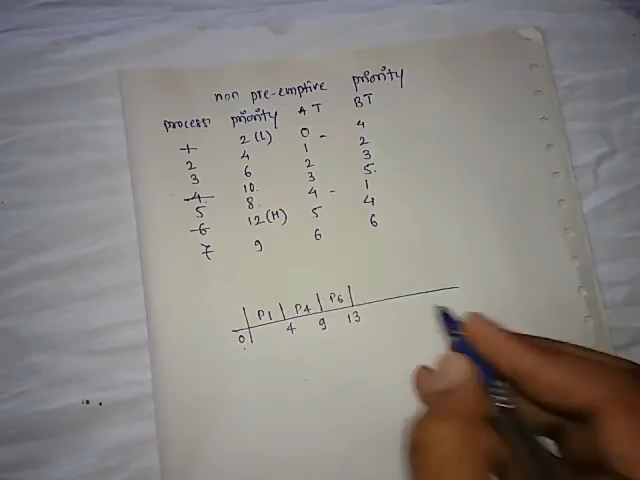 non pre-emptive priority
process priority AT BT
1 2(L) 0 - 4
2 4 1 2
3 6 2 3
4 10. 3 5.
5 8. 4 - 1
6 12(H) 5 4
7 9 6 6
P1 P4 P6
0 4 9 13